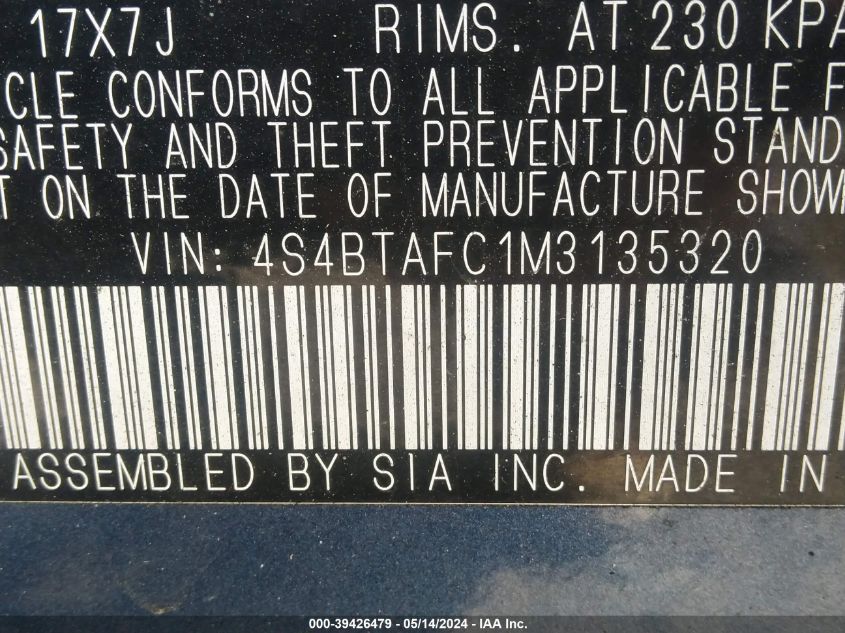 17X7J RIMS. AT 230 KPA
CLE CONFORMS TO ALL APPLICABLE F
SAFETY AND THEFT PREVENTION STAND
T ON THE DATE OF MANUFACTURE SHOW
VIN: 4S4BTAFC1M3135320
ASSEMBLED BY SIA INC. MADE IN
000-39426479 - 05/14/2024 - IAA Inc.